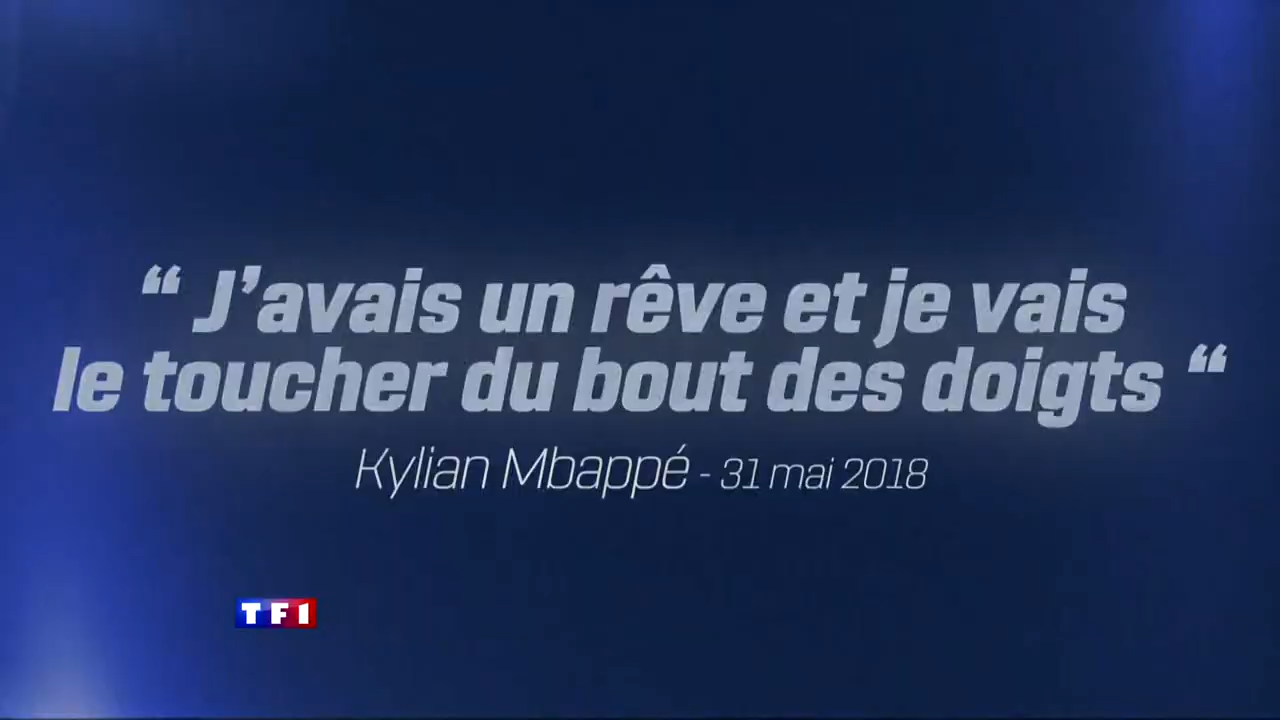 “ J’avais un rêve et je vais
le toucher du bout des doigts “
Kylian Mbappé - 31 mai 2018
TF1